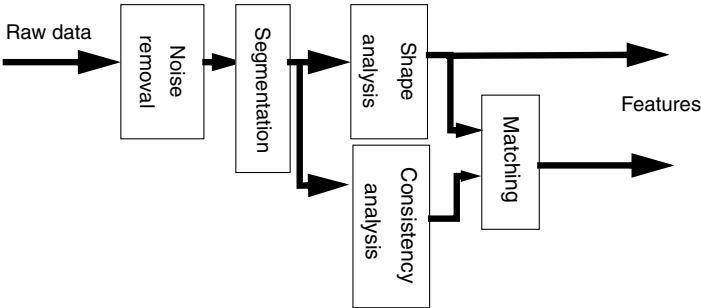 Raw data
Noise
removal
Segmentation
Shape
analysis
Consistency
analysis
Matching
Features